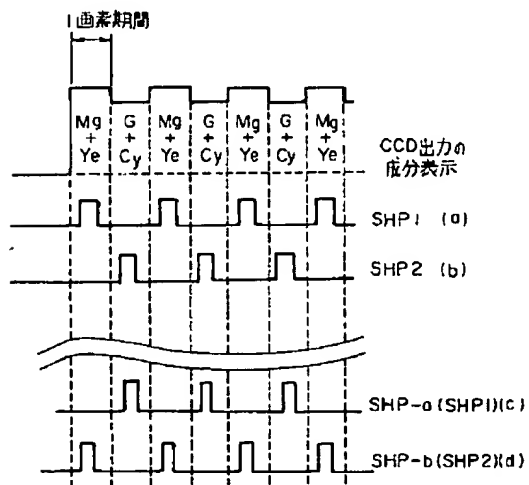 1画素期間
Mg + Ye
G + Cy
Mg + Ye
G + Cy
Mg + Ye
G + Cy
Mg + Ye
CCD出力の
成分表示
SHP1 (a)
SHP2 (b)
SHP-a(SHP1)(c)
SHP-b(SHP2)(d)